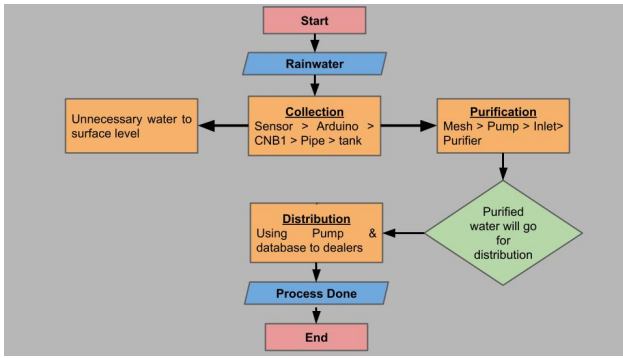 Start
Rainwater
Unnecessary water to
surface level
Collection
Sensor > Arduino >
CNB1 > Pipe > tank
Purification
Mesh > Pump > Inlet>
Purifier
Purified
water will go
for
distribution
Distribution
Using Pump &
database to dealers
Process Done
End